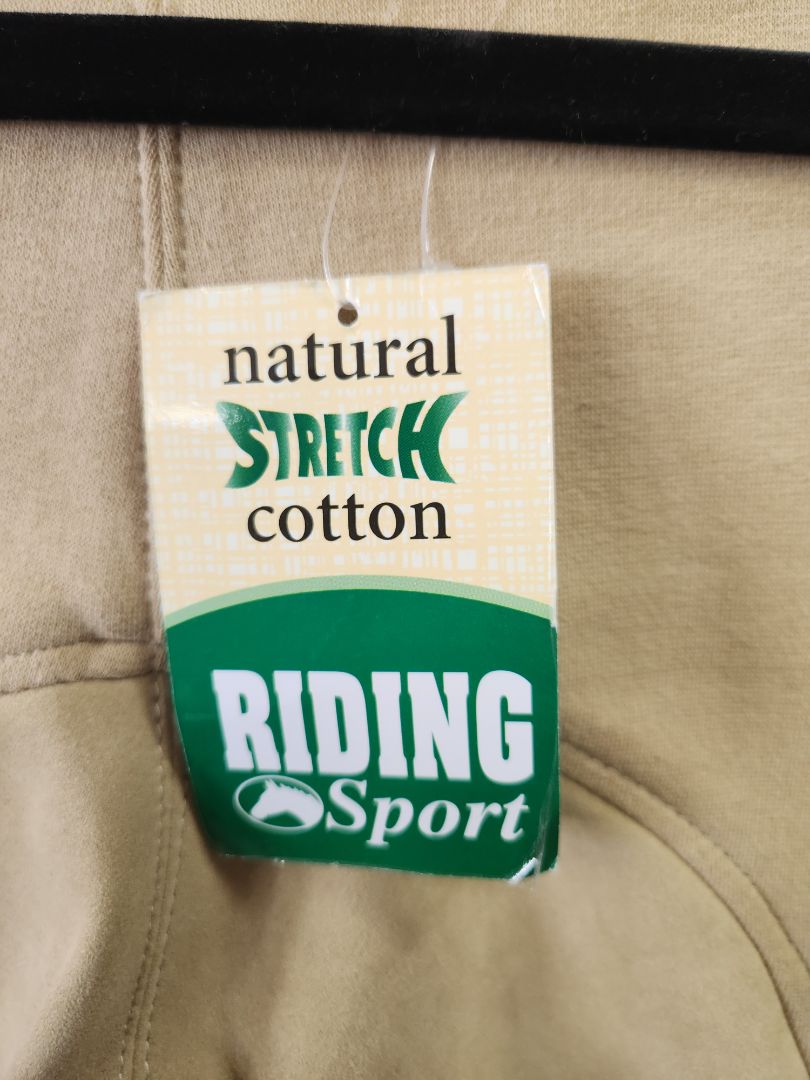 natural
STRETCH
cotton
RIDING
Sport